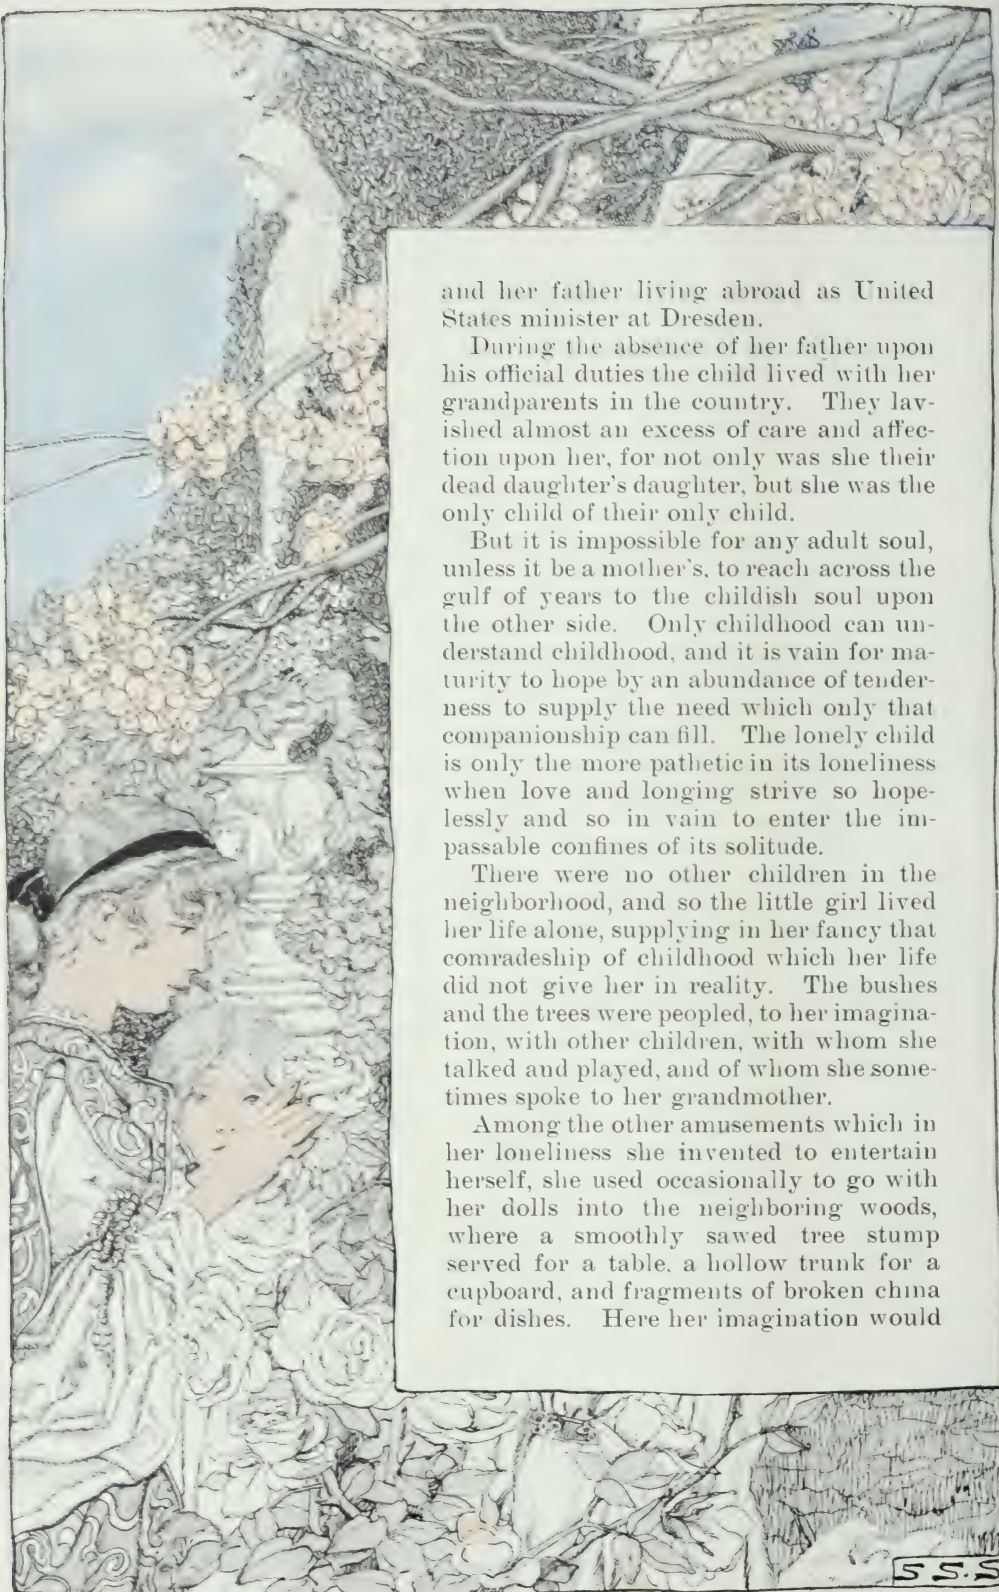 and her father living abroad as United
States minister at Dresden.
During the absence of her father upon
his official duties the child lived with her
grandparents in the country. They lav-
ished almost an excess of care and affec-
tion upon her, for not only was she their
dead daughter's daughter, but she was the
only child of their only child.
But it is impossible for any adult soul,
unless it be a mother's, to reach across the
gulf of years to the childish soul upon
the other side. Only childhood can un-
derstand childhood, and it is vain for ma-
turity to hope by an abundance of tender-
ness to supply the need which only that
companionship can fill. The lonely child
is only the more pathetic in its loneliness
when love and longing strive so hope-
lessly and so in vain to enter the im-
passable confines of its solitude.
There were no other children in the
neighborhood, and so the little girl lived
her life alone, supplying in her fancy that
comradeship of childhood which her life
did not give her in reality. The bushes
and the trees were peopled, to her imagina-
tion, with other children, with whom she
talked and played, and of whom she some-
times spoke to her grandmother.
Among the other amusements which in
her loneliness she invented to entertain
herself, she used occasionally to go with
her dolls into the neighboring woods,
where a smoothly sawed tree stump
served for a table, a hollow trunk for a
cupboard, and fragments of broken china
for dishes. Here her imagination would
S S. S